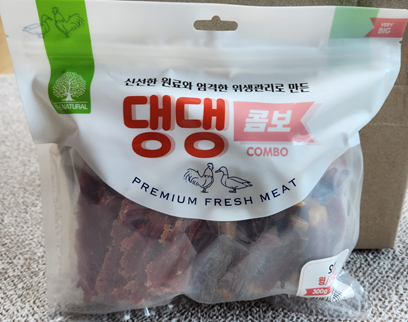 VERY
BIG
NATURAL
신선한 원료와 엄격한 위생관리로 만든
댕댕
콤보
COMBO
PREMIUM FRESH MEAT
300g